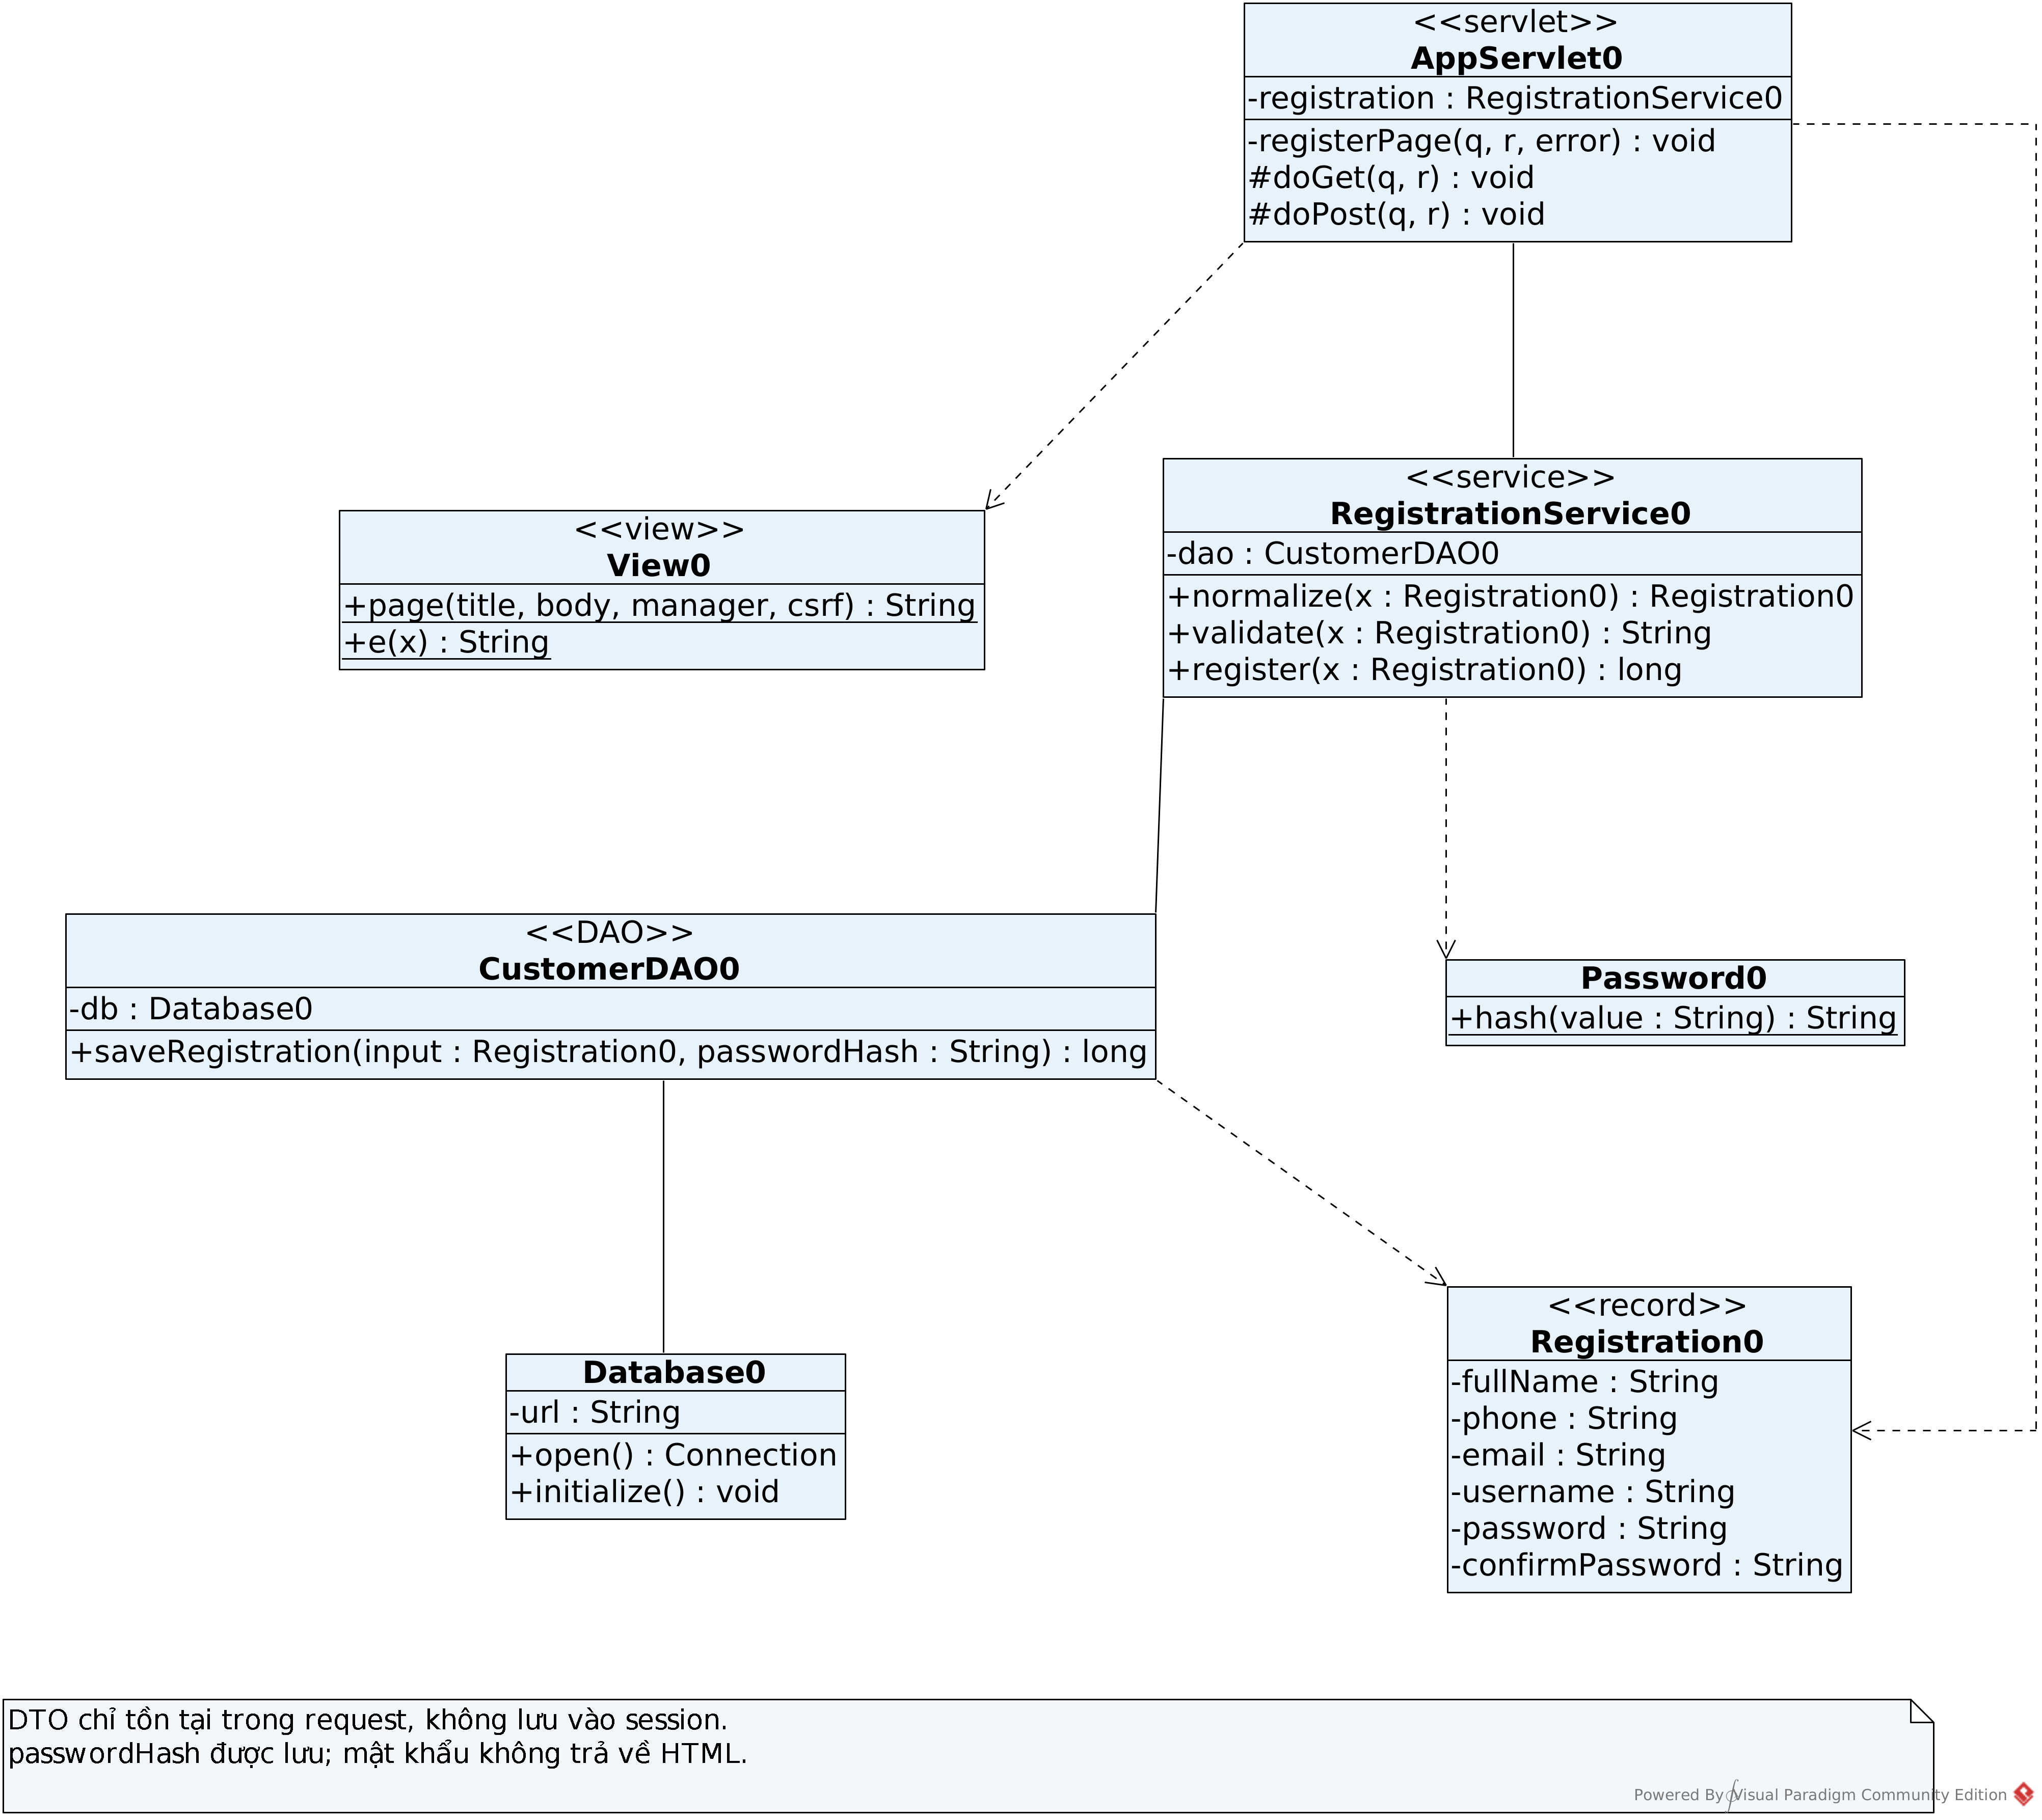 <<servlet>>
AppServlet0
-registration : RegistrationService0
-registerPage(q, r, error) : void
#doGet(q, r) : void
#doPost(q, r) : void
<<view>>
View0
+page(title, body, manager, csrf) : String
+e(x) : String
<<service>>
RegistrationService0
-dao : CustomerDAO0
+normalize(x : Registration0) : Registration0
+validate(x : Registration0) : String
+register(x : Registration0) : long
<<DAO>>
CustomerDAO0
-db : Database0
+saveRegistration(input : Registration0, passwordHash : String) : long
Password0
+hash(value : String) : String
Database0
-url : String
+open() : Connection
+initialize() : void
<<record>>
Registration0
-fullName : String
-phone : String
-email : String
-username : String
-password : String
-confirmPassword : String
DTO chỉ tồn tại trong request, không lưu vào session.
passwordHash được lưu; mật khẩu không trả về HTML.
Powered By Visual Paradigm Community Edition